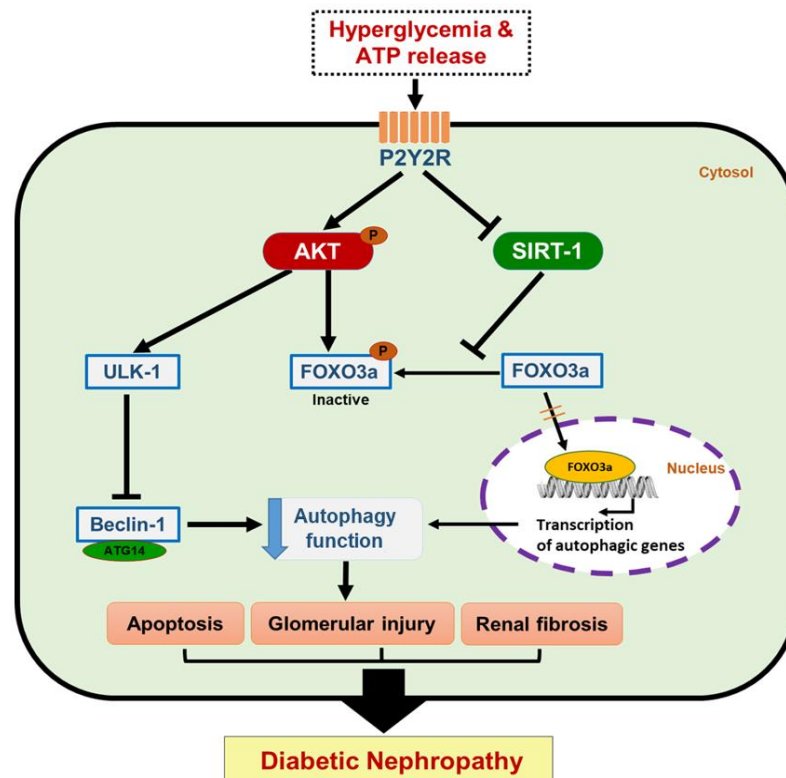 Hyperglycemia &
ATP release
P2Y2R
Cytosol
P
AKT
SIRT-1
P
ULK-1
FOXO3a
FOXO3a
Inactive
FOXO3a
Nucleus
Beclin-1
ATG14
Autophagy
function
Transcription
of autophagic genes
Apoptosis
Glomerular injury
Renal fibrosis
Diabetic Nephropathy